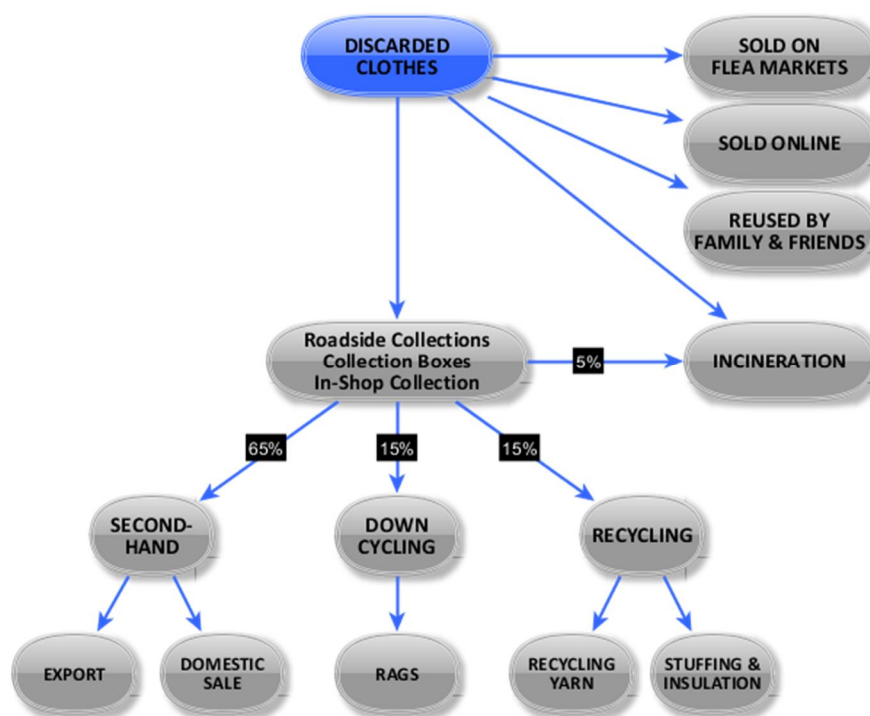 DISCARDED
CLOTHES
SOLD ON
FLEA MARKETS
SOLD ONLINE
REUSED BY
FAMILY & FRIENDS
Roadside Collections
Collection Boxes
In-Shop Collection
5%
INCINERATION
65%
15%
15%
SECOND-
HAND
DOWN
CYCLING
RECYCLING
EXPORT
DOMESTIC
SALE
RAGS
RECYCLING
YARN
STUFFING &
INSULATION